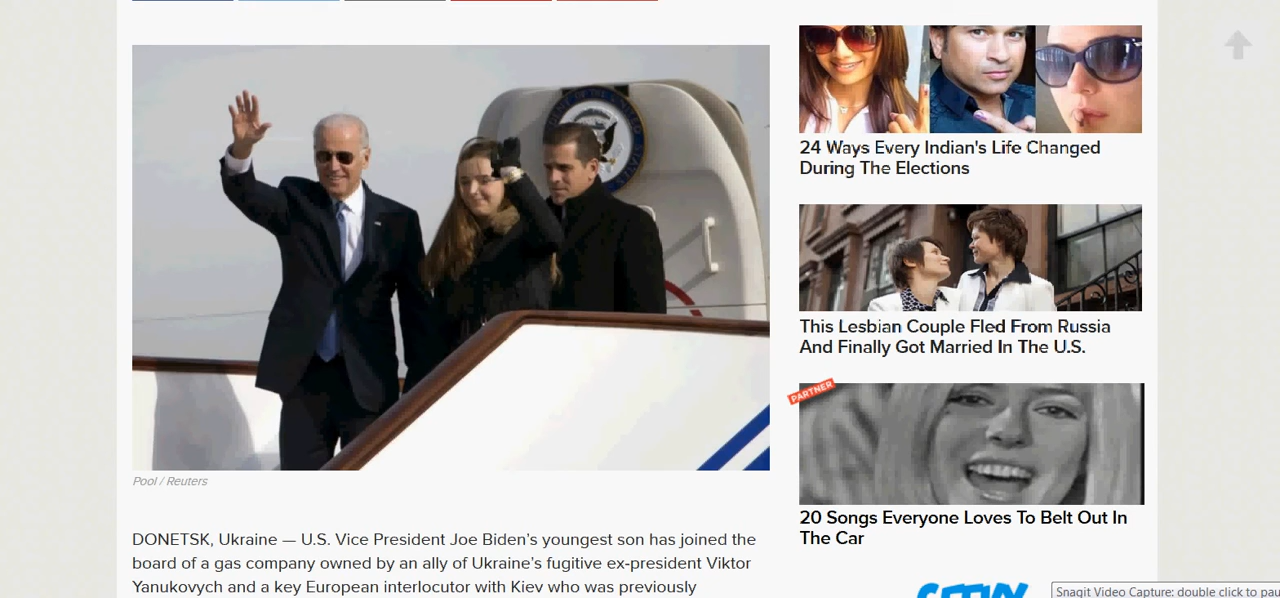 Pool / Reuters
DONETSK, Ukraine — U.S. Vice President Joe Biden's youngest son has joined the
board of a gas company owned by an ally of Ukraine's fugitive ex-president Viktor
Yanukovych and a key European interlocutor with Kiev who was previously
24 Ways Every Indian's Life Changed
During The Elections
This Lesbian Couple Fled From Russia
And Finally Got Married In The U.S.
PARTNER
20 Songs Everyone Loves To Belt Out In
The Car
Snagit Video Capture: double click to pau